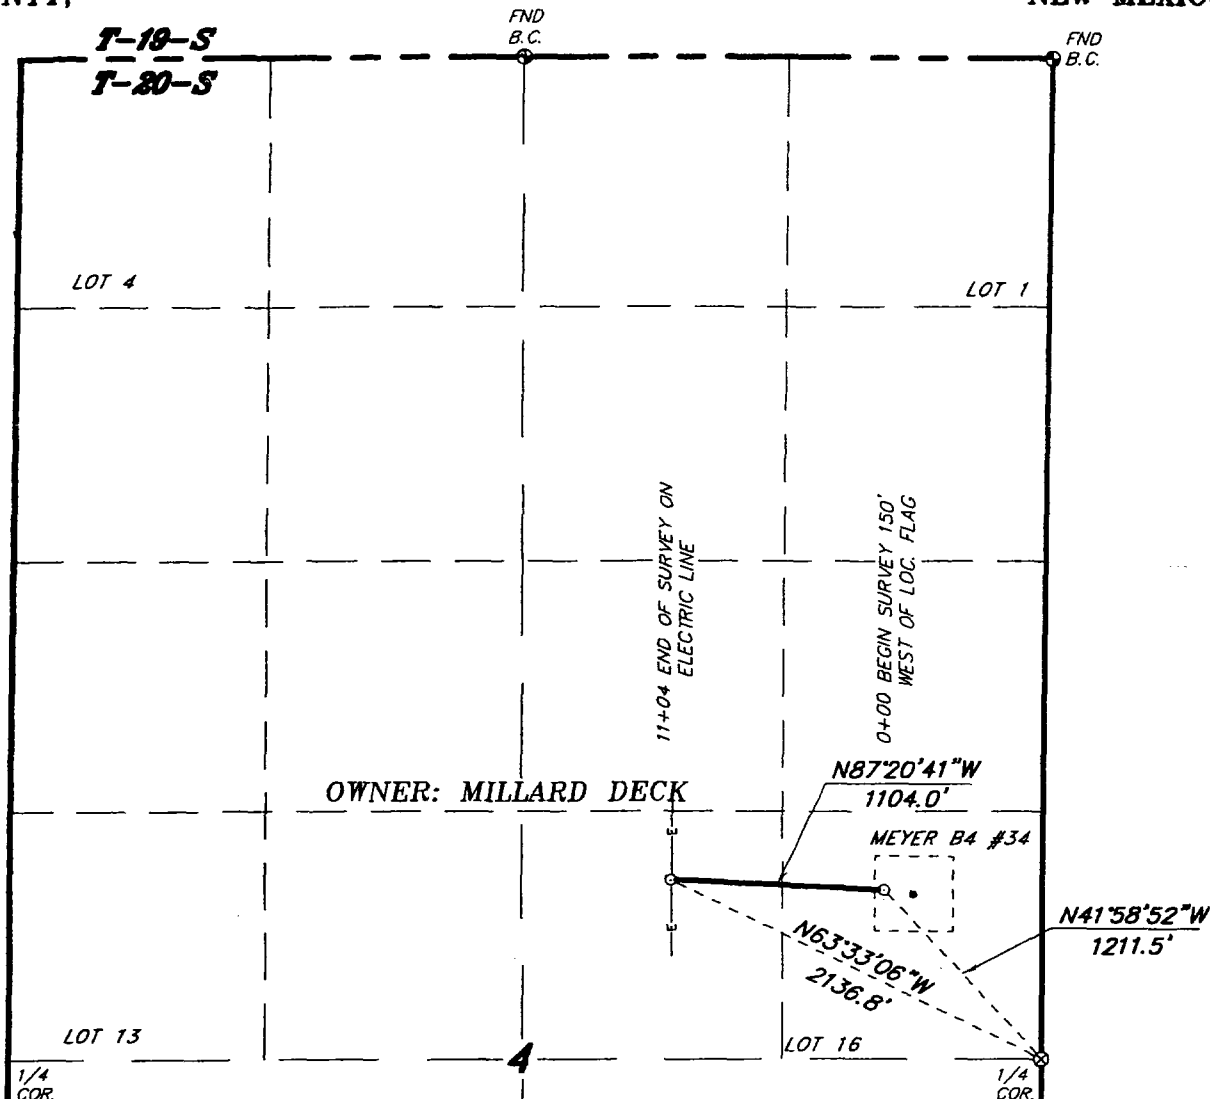 NEW MEXICO
T-19-S
T-20-S
FND
B.C.
FND
B.C.
LOT 4
LOT 1
11+04 END OF SURVEY ON
ELECTRIC LINE
0+00 BEGIN SURVEY 150'
WEST OF LOC. FLAG
OWNER: MILLARD DECK
N87°20'41"W
1104.0'
MEYER B4 #34
E
E
N63°33'06"W
2136.8'
N41°58'52"W
1211.5'
LOT 13
4
LOT 16
1/4
COR.
1/4
COR.